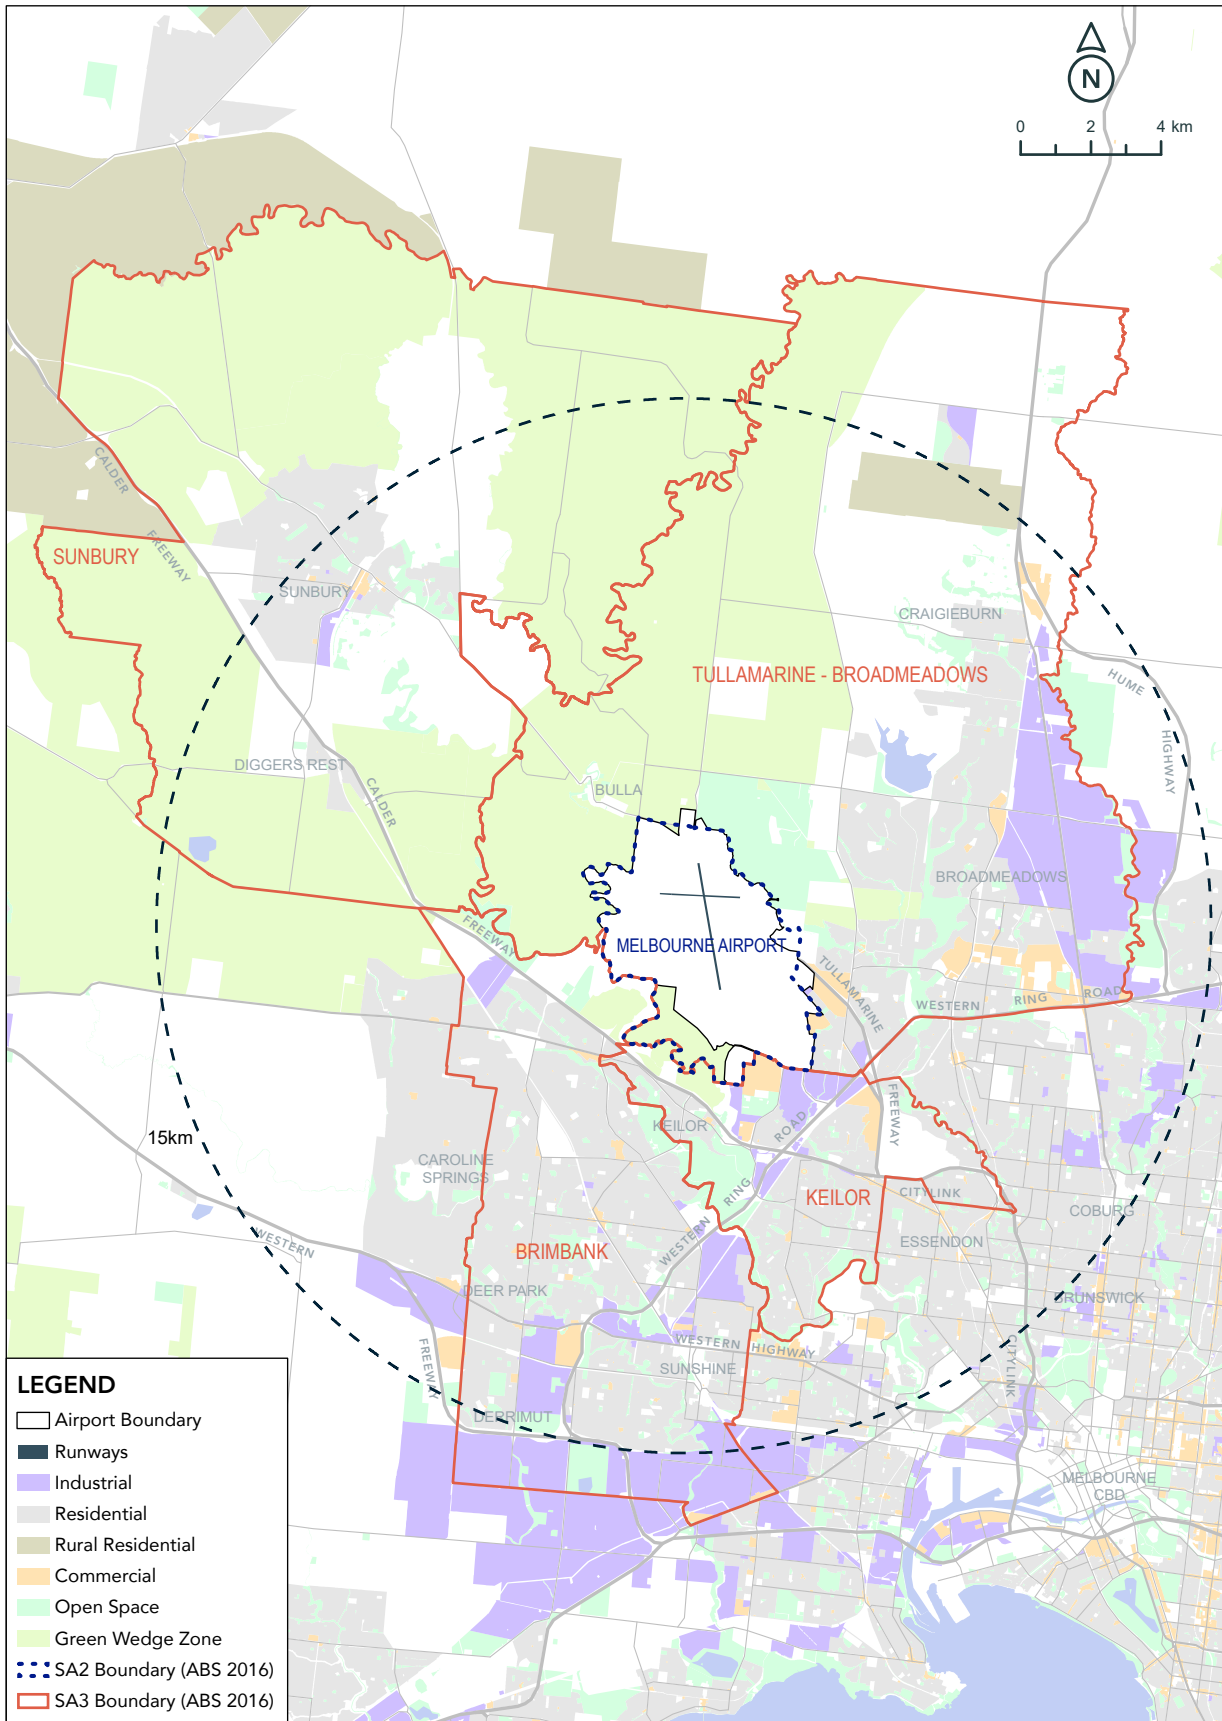 N
0 2 4 km
CALDER
FREEWAY
SUNBURY
SUNBURY
CRAIGIEBURN
TULLAMARINE - BROADMEADOWS
HUME
HIGHWAY
DIGGERS REST
CALDER
BULLA
BROADMEADOWS
FREEWAY
MELBOURNE AIRPORT
TULLAMARINE
WESTERN RING ROAD
FREEWAY
KEILOR
ROAD
15km
CAROLINE
SPRINGS
RING
KEILOR
CITYLINK
COBURG
WESTERN
WESTERN
BRIMBANK
ESSENDON
DEER PARK
BRUNSWICK
FREEWAY
WESTERN HIGHWAY
SUNSHINE
CITYLINK
DERRIMUT
MELBOURNE
CBD
LEGEND
Airport Boundary
Runways
Industrial
Residential
Rural Residential
Commercial
Open Space
Green Wedge Zone
SA2 Boundary (ABS 2016)
SA3 Boundary (ABS 2016)